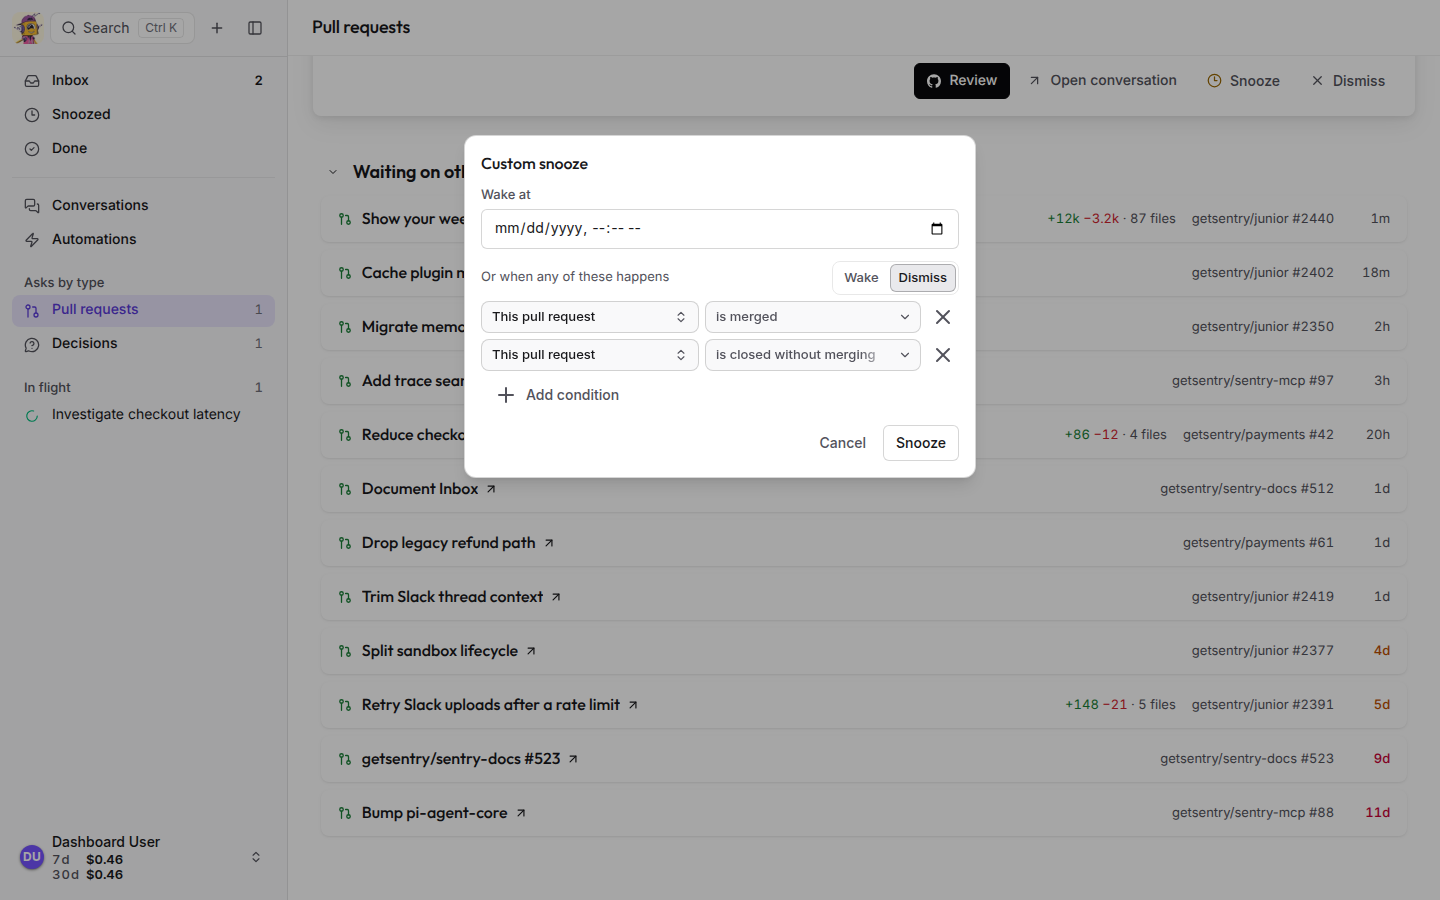 Search Ctrl K
Pull requests
Inbox 2
Snoozed
Done
Conversations
Automations
Asks by type
Pull requests 1
Decisions 1
In flight 1
Investigate checkout latency
Dashboard User
DU
7d $0.46
30d $0.46
Review Open conversation Snooze Dismiss
Custom snooze
Wake at
mm/dd/yyyy, --:-- --
Or when any of these happens Wake Dismiss
This pull request is merged
This pull request is closed without merging
Add condition
Cancel Snooze
Waiting on
Show your
+12k −3.2k · 87 files getsentry/junior #2440 1m
Cache plugin
getsentry/junior #2402 18m
Migrate
getsentry/junior #2350 2h
Add trace
getsentry/sentry-mcp #97 3h
Reduce
+86 −12 · 4 files getsentry/payments #42 20h
Document Inbox getsentry/sentry-docs #512 1d
Drop legacy refund path getsentry/payments #61 1d
Trim Slack thread context getsentry/junior #2419 1d
Split sandbox lifecycle getsentry/junior #2377 4d
Retry Slack uploads after a rate limit +148 −21 · 5 files getsentry/junior #2391 5d
getsentry/sentry-docs #523 getsentry/sentry-docs #523 9d
Bump pi-agent-core getsentry/sentry-mcp #88 11d